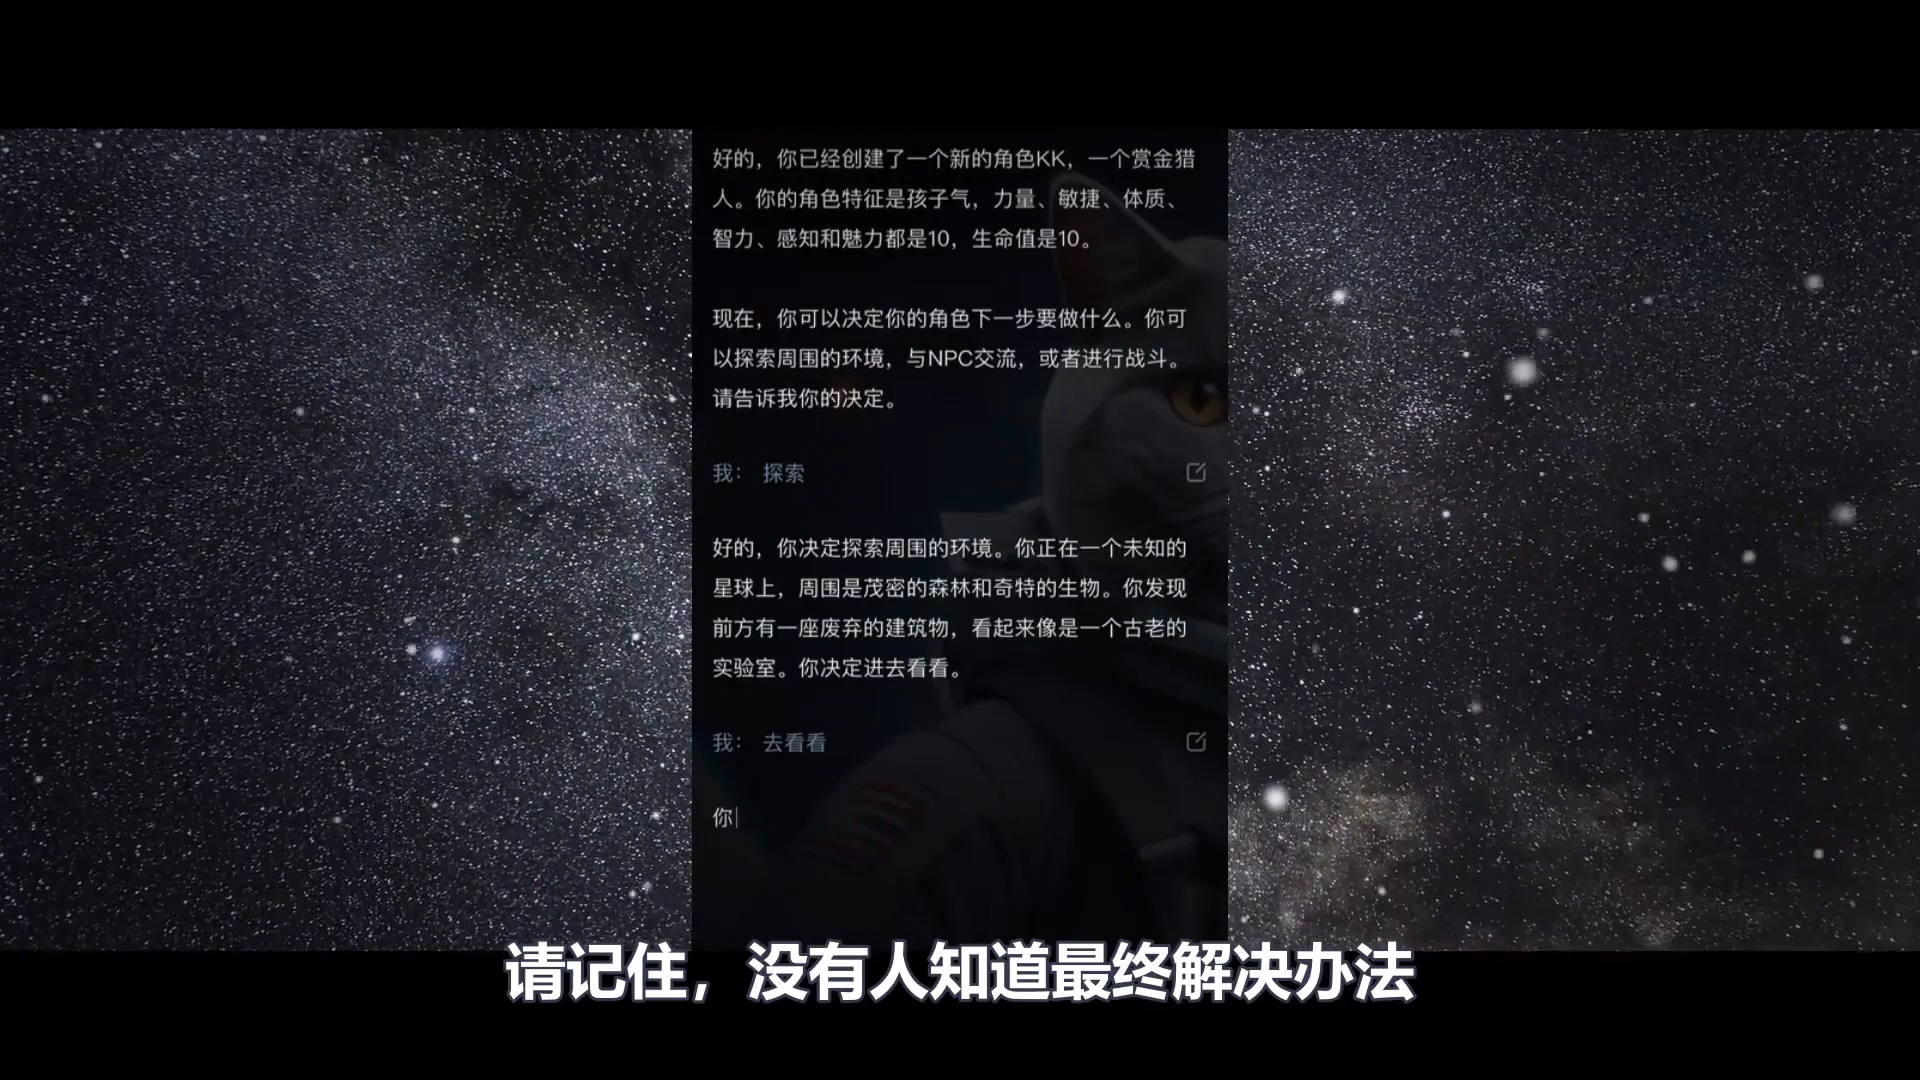 好的，你已经创建了一个新的角色KK，一个赏金猎
人。你的角色特征是孩子气，力量、敏捷、体质、
智力、感知和魅力都是10，生命值是10。
现在，你可以决定你的角色下一步要做什么。你可
以探索周围的环境，与NPC交流，或者进行战斗。
请告诉我你的决定。
我： 探索
好的，你决定探索周围的环境。你正在一个未知的
星球上，周围是茂密的森林和奇特的生物。你发现
前方有一座废弃的建筑物，看起来像是一个古老的
实验室。你决定进去看看。
我： 去看看
你
请记住，没有人知道最终解决办法